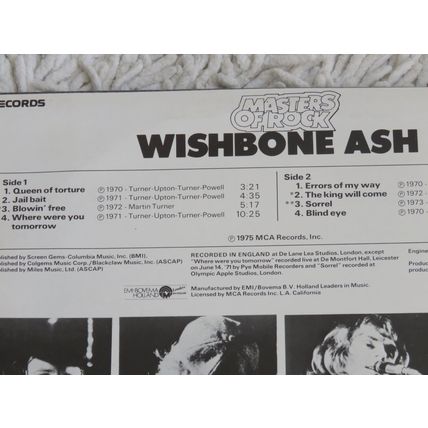 ECORDS
MASTERS
OF ROCK
WISHBONE ASH
Side 1
1. Queen of torture ℗ 1970 - Turner-Upton-Turner-Powell 3:21
2. Jail bait ℗ 1971 - Turner-Upton-Turner-Powell 4:35
*3. Blowin' free ℗ 1972 - Martin Turner 5:17
4. Where were you ℗ 1971 - Turner-Upton-Turner-Powell 10:25
tomorrow
Side 2
1. Errors of my way ℗ 1970 -
*2. The king will come ℗ 1972 -
**3. Sorrel ℗ 1973 -
4. Blind eye ℗ 1970 -
℗ 1975 MCA Records, Inc.
blished by Screen Gems-Columbia Music, Inc. (BMI).
blished by Colgems Music Corp./Blackclaw Music, Inc. (ASCAP)
blished by Miles Music, Ltd. (ASCAP)
RECORDED IN ENGLAND at De Lane Lea Studios, London, except
"Where were you tomorrow" recorded live at Da Montfort Hall, Leicester
on June 14, '71 by Pye Mobile Recorders and "Sorrel" recorded at
Olympic Apple Studios, London.
Engine
Produc
Produc
EMI-BOVEMA
HOLLAND
Manufactured by EMI/Bovema B.V. Holland Leaders in Music.
Licensed by MCA Records Inc. L.A. California